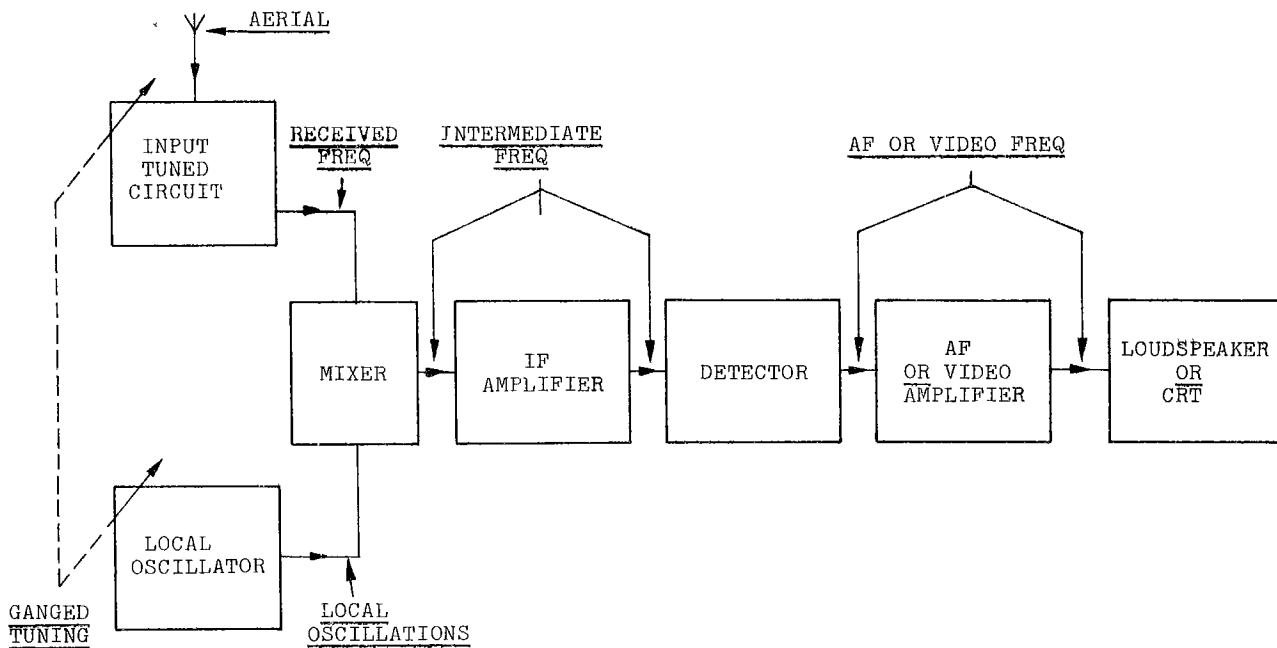 AERIAL
INPUT
TUNED
CIRCUIT
RECEIVED
FREQ
INTERMEDIATE
FREQ
AF OR VIDEO FREQ
MIXER
IF
AMPLIFIER
DETECTOR
AF
OR VIDEO
AMPLIFIER
LOUDSPEAKER
OR
CRT
LOCAL
OSCILLATOR
GANGED
TUNING
LOCAL
OSCILLATIONS